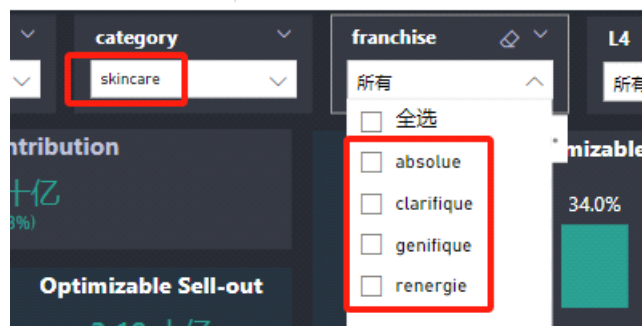 category
franchise
L4
skincare
所有
所有
全选
ntribution
absolue
mizable
十亿
clarifique
34.0%
3%)
genifique
Optimizable Sell-out
renergie